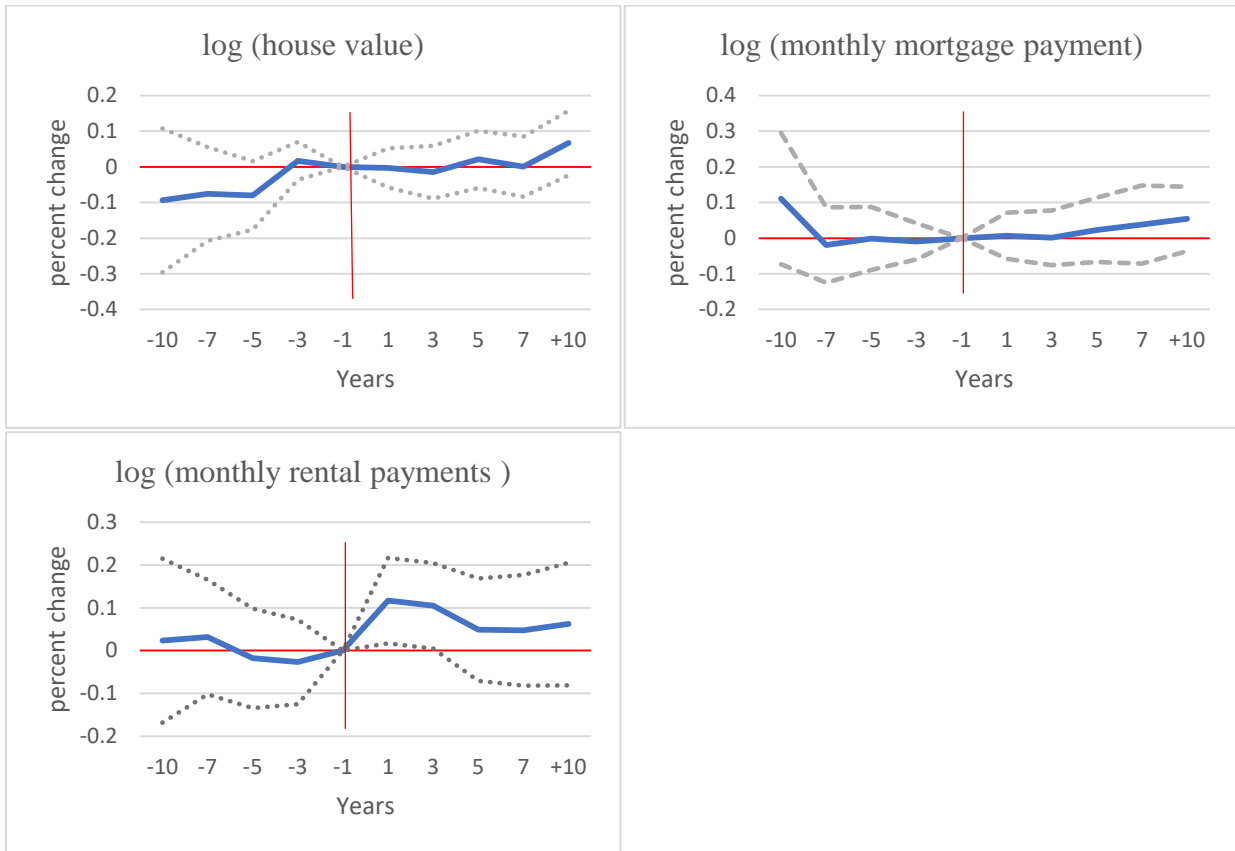 log (house value)
percent change
0.2
0.1
0
-0.1
-0.2
-0.3
-0.4
-10 -7 -5 -3 -1 1 3 5 7 +10
Years
log (monthly mortgage payment)
percent change
0.4
0.3
0.2
0.1
0
-0.1
-0.2
-10 -7 -5 -3 -1 1 3 5 7 +10
Years
log (monthly rental payments )
percent change
0.3
0.2
0.1
0
-0.1
-0.2
-10 -7 -5 -3 -1 1 3 5 7 +10
Years